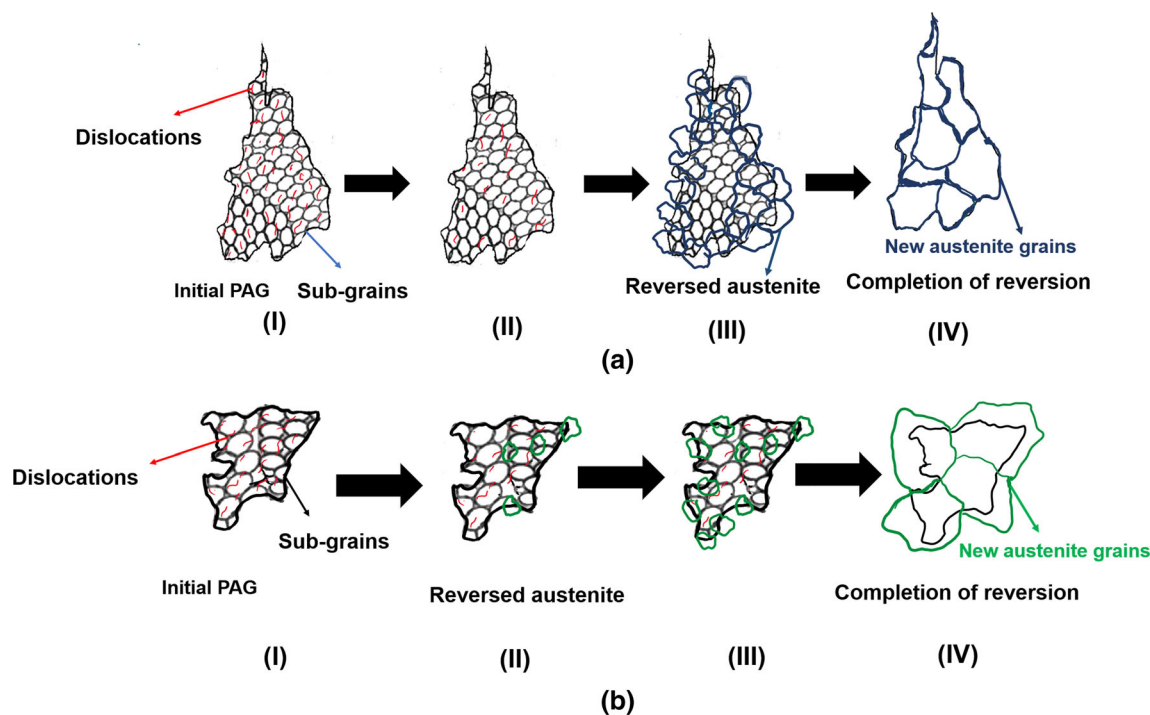 Dislocations
Initial PAG
Sub-grains
Reversed austenite
New austenite grains
Completion of reversion
(I)
(II)
(III)
(IV)
(a)
Dislocations
Sub-grains
New austenite grains
Initial PAG
Reversed austenite
Completion of reversion
(I)
(II)
(III)
(IV)
(b)